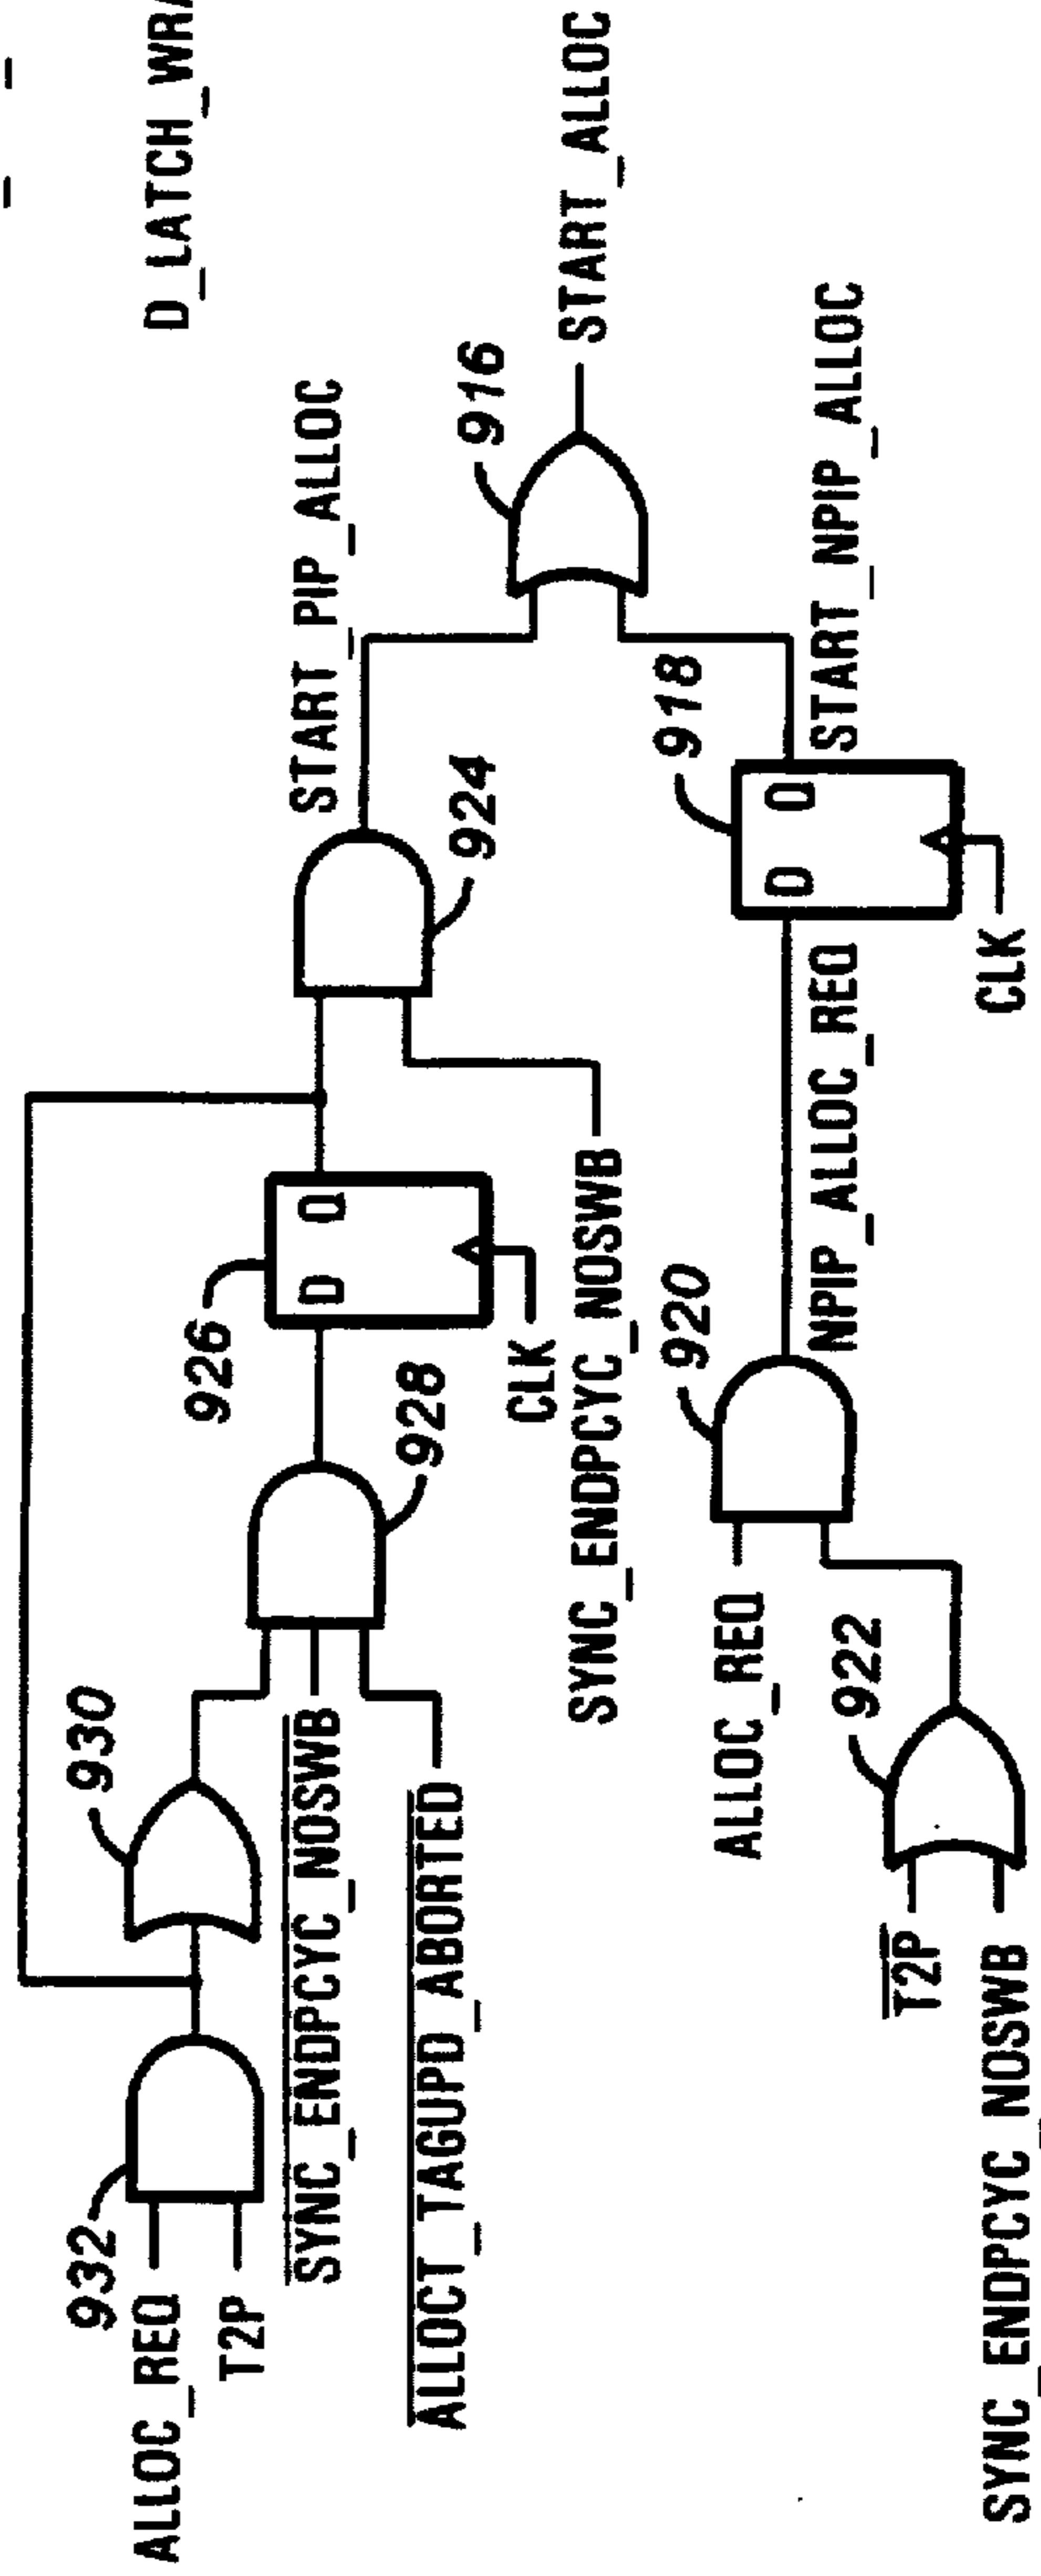 D_LATCH_WRA
932
ALLOC_REQ
T2P
930
SYNC_ENDPCYC_NOSWB
ALLOCT_TAGUPD_ABORTED
928
926
D Q
CLK
SYNC_ENDPCYC_NOSWB
924
START_PIP_ALLOC
916
START_ALLOC
ALLOC_REQ
920
T2P
SYNC_ENDPCYC_NOSWB
922
NPIP_ALLOC_REQ
918
D Q
CLK
START_NPIP_ALLOC